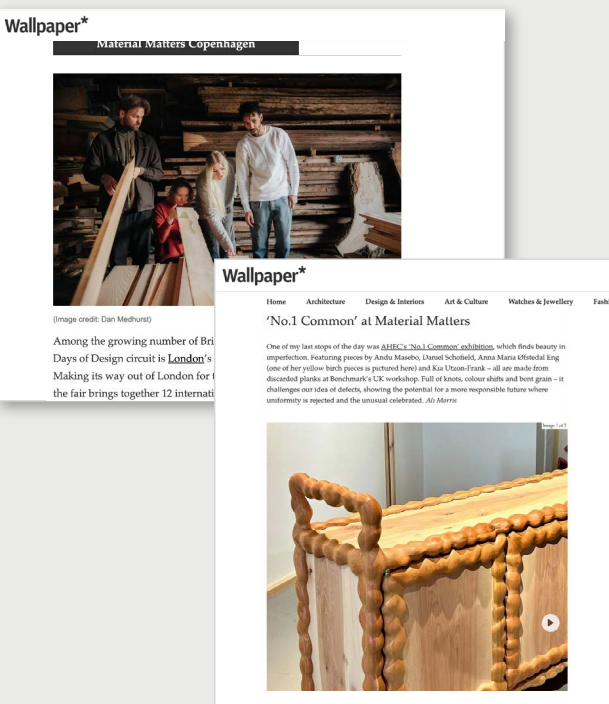 Wallpaper*
Material Matters Copenhagen
(Image credit: Dan Medhurst)
Among the growing number of Bri
Days of Design circuit is London's
Making its way out of London for t
the fair brings together 12 internati
Wallpaper*
Home Architecture Design & Interiors Art & Culture Watches & Jewellery Fashi
'No.1 Common' at Material Matters
One of my last stops of the day was AHEC's 'No.1 Common' exhibition, which finds beauty in
imperfection. Featuring pieces by Andu Masebo, Daniel Schofield, Anna Maria Øfstedal Eng
(one of her yellow birch pieces is pictured here) and Kia Utzon-Frank – all are made from
discarded planks at Benchmark's UK workshop. Full of knots, colour shifts and bent grain – it
challenges our idea of defects, showing the potential for a more responsible future where
uniformity is rejected and the unusual celebrated. Ali Morris
Image 1 of 5